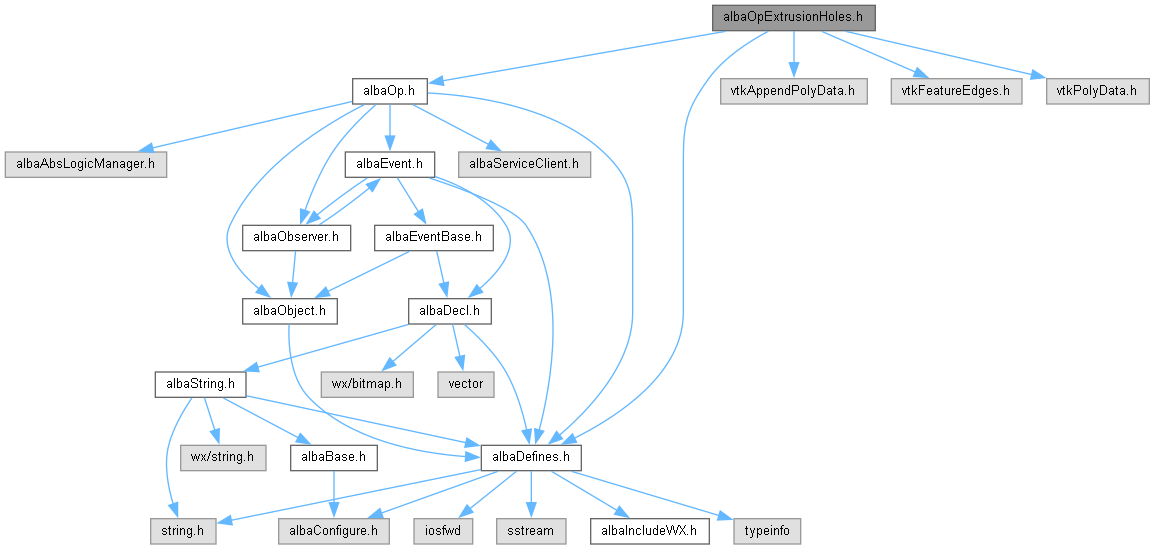 albaOpExtrusionHoles.h
albaOp.h
vtkAppendPolyData.h
vtkFeatureEdges.h
vtkPolyData.h
albaAbsLogicManager.h
albaEvent.h
albaServiceClient.h
albaObserver.h
albaEventBase.h
albaObject.h
albaDecl.h
albaString.h
wx/bitmap.h
vector
wx/string.h
albaBase.h
albaDefines.h
string.h
albaConfigure.h
iosfwd
sstream
albaIncludeWX.h
typeinfo